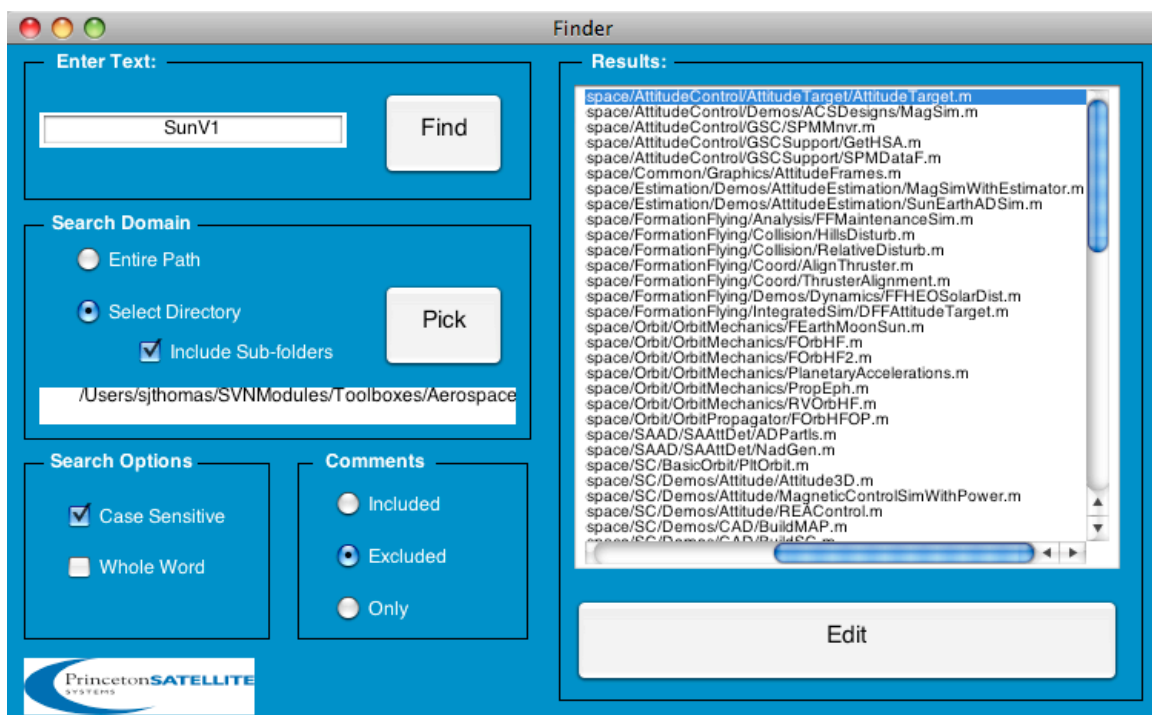 Finder
Enter Text:
SunV1
Find
Search Domain
Entire Path
Select Directory
Include Sub-folders
Pick
/Users/sjthomas/SVNModules/Toolboxes/Aerospace
Search Options
Case Sensitive
Whole Word
Comments
Included
Excluded
Only
PrincetonSATELLITE
SYSTEMS
Results:
space/AttitudeControl/AttitudeTarget/AttitudeTarget.m
space/AttitudeControl/Demos/ACSDesigns/MagSim.m
space/AttitudeControl/GSC/SPMMnvr.m
space/AttitudeControl/GSCSupport/GetHSA.m
space/AttitudeControl/GSCSupport/SPMDataF.m
space/Common/Graphics/AttitudeFrames.m
space/Estimation/Demos/AttitudeEstimation/MagSimWithEstimator.m
space/Estimation/Demos/AttitudeEstimation/SunEarthADSim.m
space/FormationFlying/Analysis/FFMaintenanceSim.m
space/FormationFlying/Collision/HillsDisturb.m
space/FormationFlying/Collision/RelativeDisturb.m
space/FormationFlying/Coord/AlignThruster.m
space/FormationFlying/Coord/ThrusterAlignment.m
space/FormationFlying/Demos/Dynamics/FFHEOSolarDist.m
space/FormationFlying/IntegratedSim/DFFAttitudeTarget.m
space/Orbit/OrbitMechanics/FEarthMoonSun.m
space/Orbit/OrbitMechanics/FOrbHF.m
space/Orbit/OrbitMechanics/FOrbHF2.m
space/Orbit/OrbitMechanics/PlanetaryAccelerations.m
space/Orbit/OrbitMechanics/PropEph.m
space/Orbit/OrbitMechanics/RVOrbHF.m
space/Orbit/OrbitPropagator/FOrbHFOP.m
space/SAAD/SAAttDet/ADPartls.m
space/SAAD/SAAttDet/NadGen.m
space/SC/BasicOrbit/PltOrbit.m
space/SC/Demos/Attitude/Attitude3D.m
space/SC/Demos/Attitude/MagneticControlSimWithPower.m
space/SC/Demos/Attitude/REAControl.m
space/SC/Demos/CAD/BuildMAP.m
space/SC/Demos/CAD/BuildSC.m
Edit